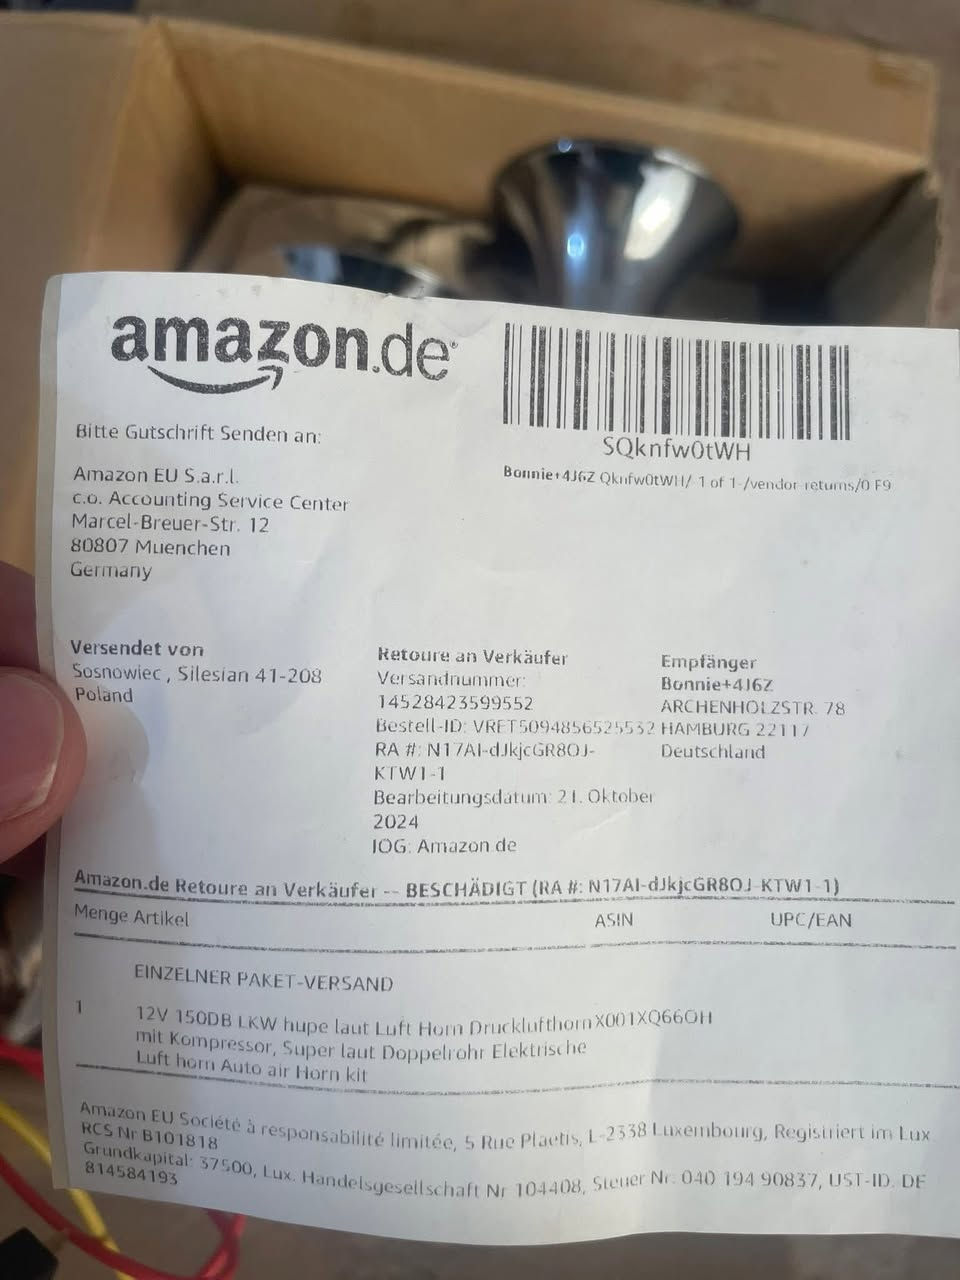 amazon.de
SQknfw0tWH
Bonnie+4J6Z Qknfw0tWH/ 1 of 1-/vendor returns/0 F9
Bitte Gutschrift Senden an:
Amazon EU S.a.r.l.
c.o. Accounting Service Center
Marcel-Breuer-Str. 12
80807 Muenchen
Germany
Versendet von
Sosnowiec , Silesian 41-208
Poland
Retoure an Verkäufer
Versandnummer:
14528423599552
Bestell-ID: VRET5094856525532
RA #: N17AI-dJkjcGR8OJ-
KTW1-1
Bearbeitungsdatum: 21. Oktober
2024
IOG: Amazon.de
Empfänger
Bonnie+4J6Z
ARCHENHOLZSTR. 78
HAMBURG 22117
Deutschland
Amazon.de Retoure an Verkäufer -- BESCHÄDIGT (RA #: N17AI-dJkjcGR8OJ-KTW1-1)
Menge Artikel ASIN UPC/EAN
EINZELNER PAKET-VERSAND
1 12V 150DB LKW hupe laut Luft Horn Drucklufthorn X001XQ66OH
mit Kompressor, Super laut Doppelrohr Elektrische
Luft horn Auto air Horn kit
Amazon EU Société à responsabilité limitée, 5 Rue Plaetis, L-2338 Luxembourg, Registriert im Lux
RCS Nr B101818
Grundkapital: 37500, Lux. Handelsgesellschaft Nr 104408, Steuer Nr: 040 194 90837, UST-ID. DE
814584193